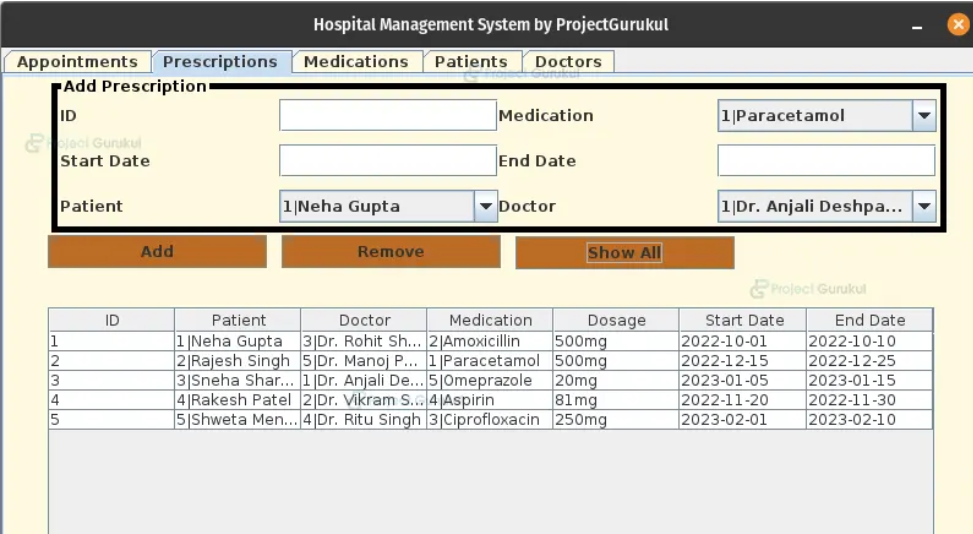 Hospital Management System by ProjectGurukul
Appointments Prescriptions Medications Patients Doctors
Project Gurukul
Add Prescription
ID Medication 1|Paracetamol
Project Gurukul
Start Date End Date
Patient 1|Neha Gupta Doctor 1|Dr. Anjali Deshpa...
Add Remove Show All
Project Gurukul
ID Patient Doctor Medication Dosage Start Date End Date
1 1|Neha Gupta 3|Dr. Rohit Sh... 2|Amoxicillin 500mg 2022-10-01 2022-10-10
2 2|Rajesh Singh 5|Dr. Manoj P... 1|Paracetamol 500mg 2022-12-15 2022-12-25
3 3|Sneha Shar... 1|Dr. Anjali De... 5|Omeprazole 20mg 2023-01-05 2023-01-15
4 4|Rakesh Patel 2|Dr. Vikram S... 4|Aspirin 81mg 2022-11-20 2022-11-30
5 5|Shweta Men... 4|Dr. Ritu Singh 3|Ciprofloxacin 250mg 2023-02-01 2023-02-10